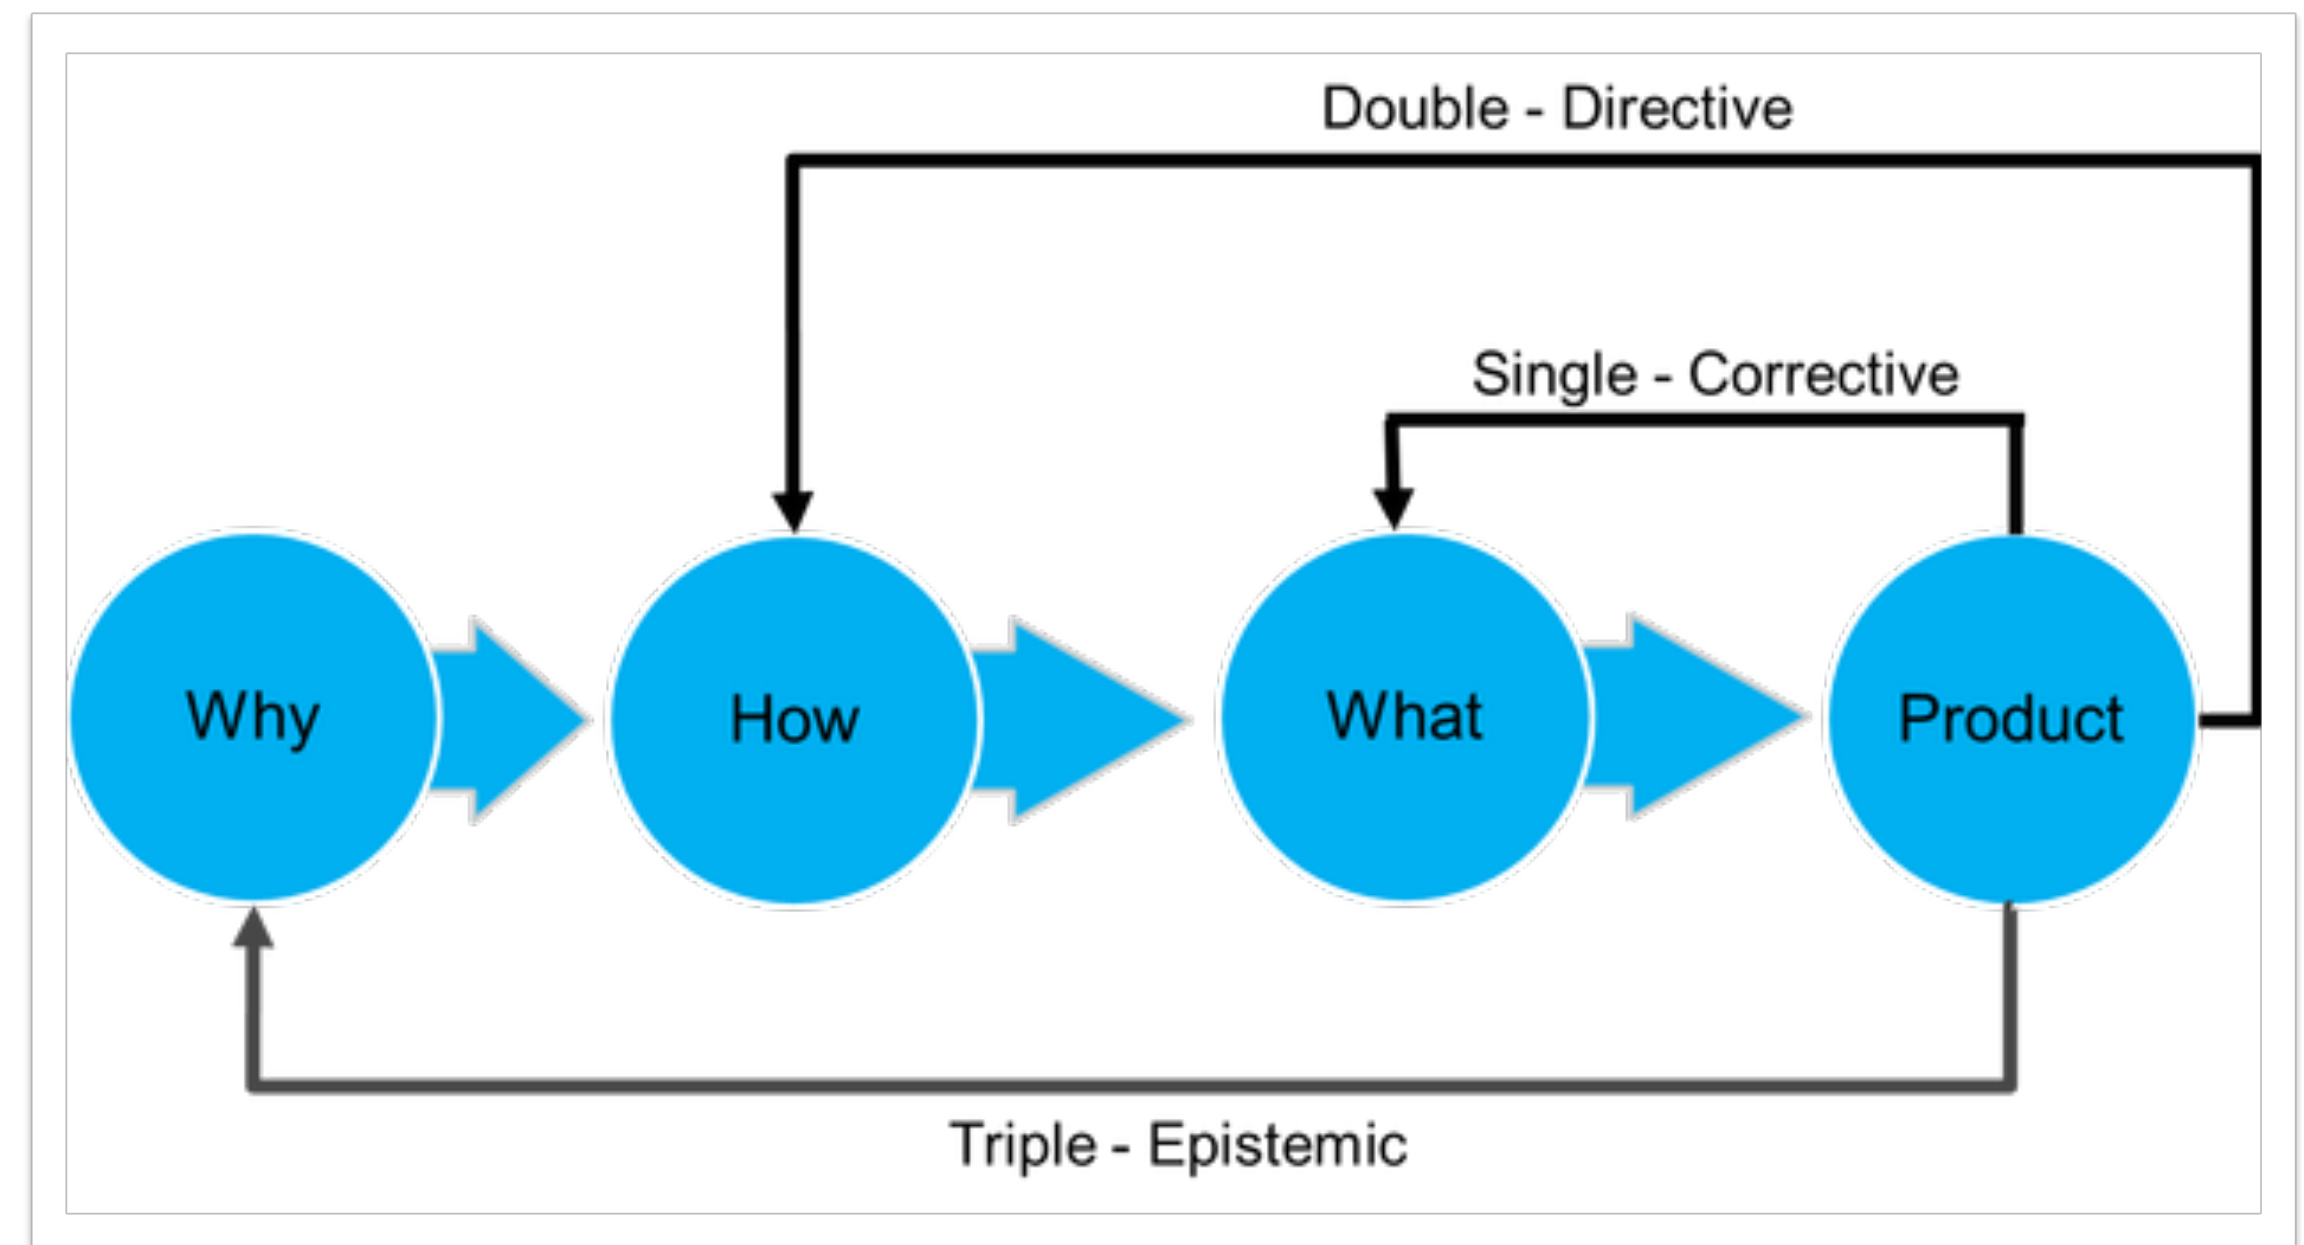 Double - Directive
Single - Corrective
Why
How
What
Product
Triple - Epistemic